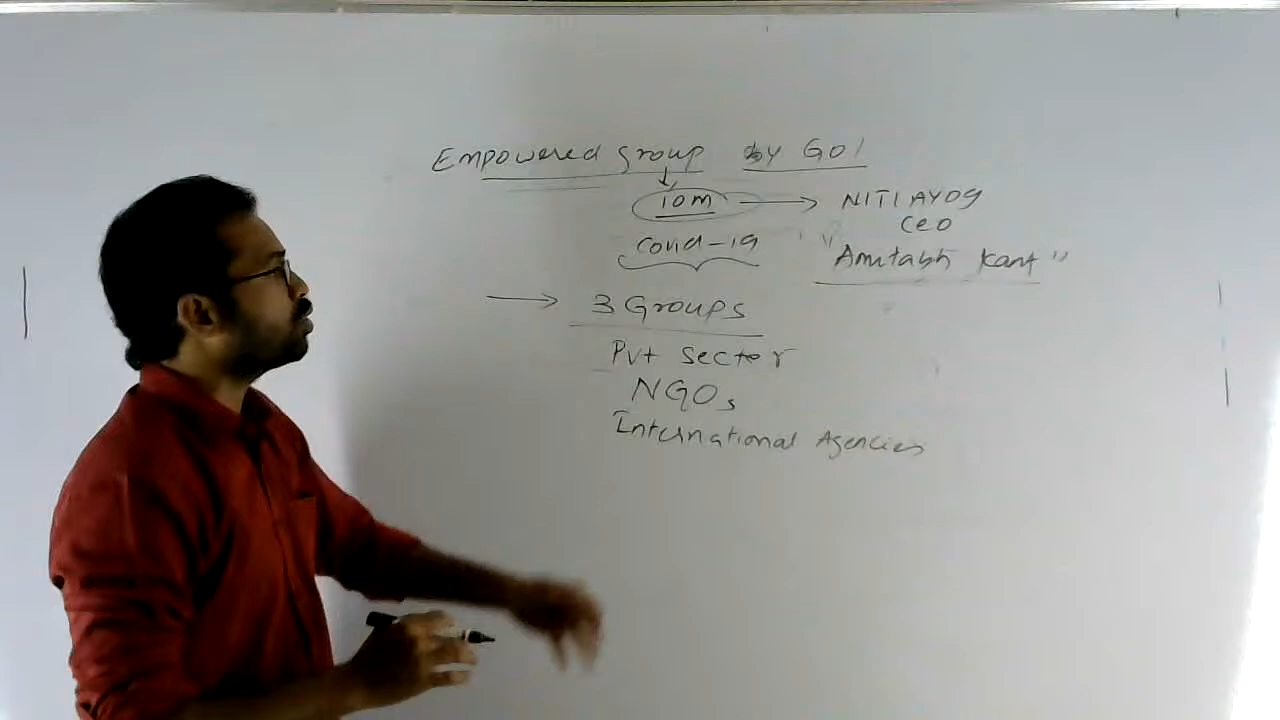 Empowered group by GOI
10m → NITI AYOG
CEO
Covid-19
"Amitabh Kant"
→ 3 Groups
Pvt sector
NGOs
International Agencies